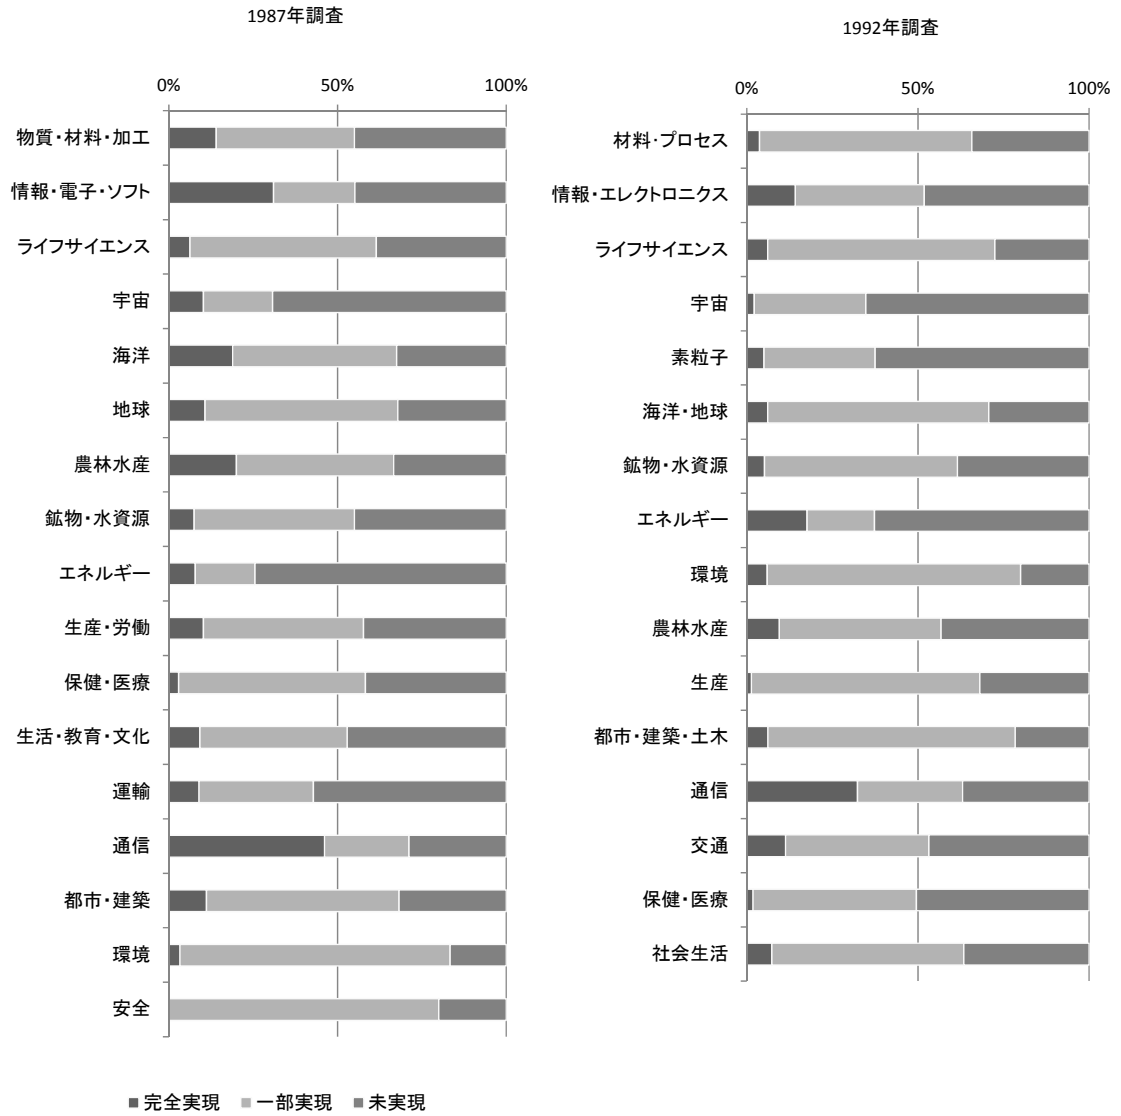 1987年調査
0% 50% 100%
物質・材料・加工
情報・電子・ソフト
ライフサイエンス
宇宙
海洋
地球
農林水産
鉱物・水資源
エネルギー
生産・労働
保健・医療
生活・教育・文化
運輸
通信
都市・建築
環境
安全
1992年調査
0% 50% 100%
材料・プロセス
情報・エレクトロニクス
ライフサイエンス
宇宙
素粒子
海洋・地球
鉱物・水資源
エネルギー
環境
農林水産
生産
都市・建築・土木
通信
交通
保健・医療
社会生活
完全実現 一部実現 未実現